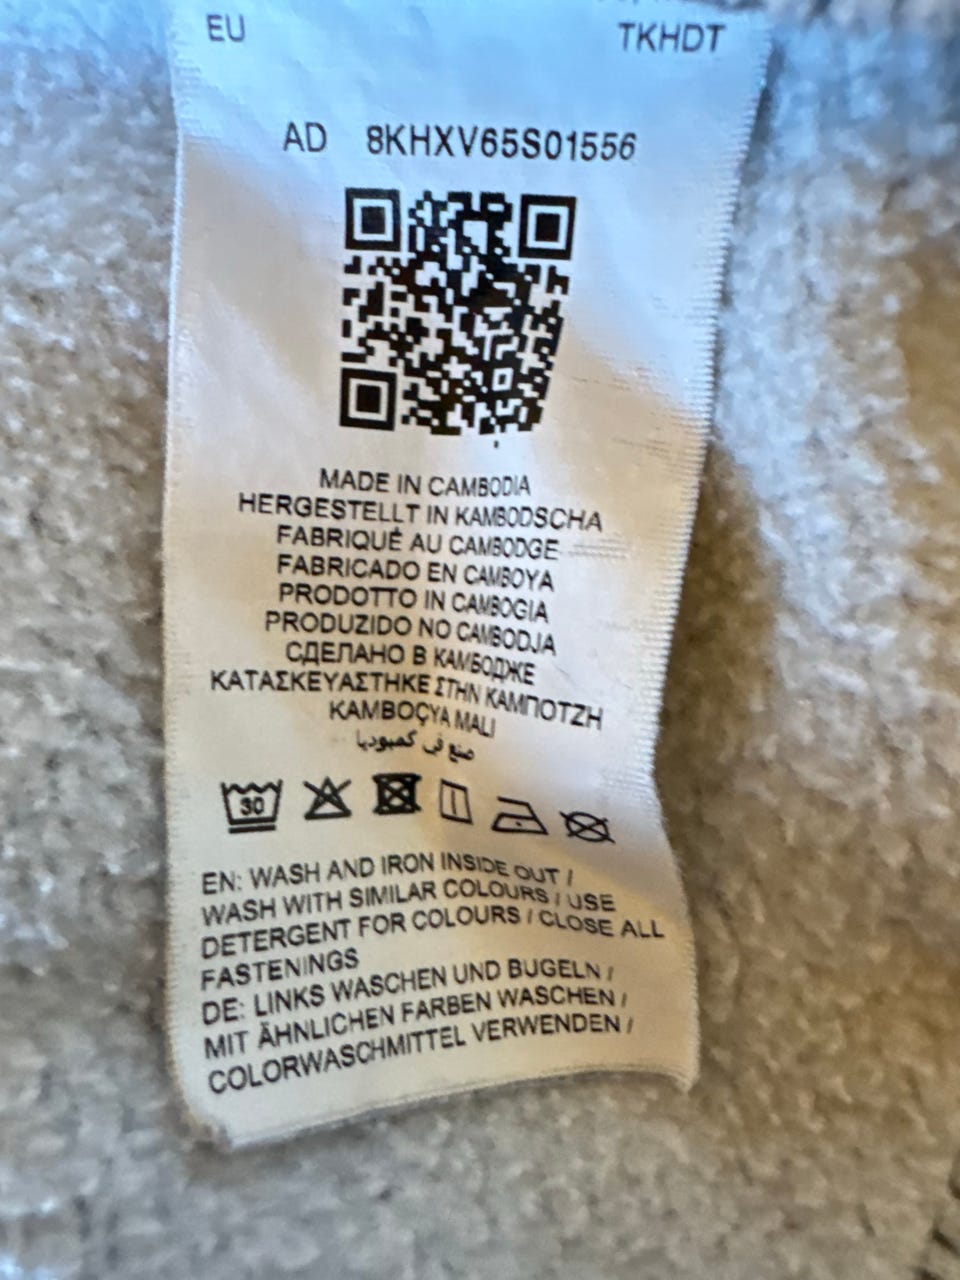 EU
TKHDT
AD 8KHXV65S01556
MADE IN CAMBODIA
HERGESTELLT IN KAMBODSCHA
FABRIQUÉ AU CAMBODGE
FABRICADO EN CAMBOYA
PRODOTTO IN CAMBOGIA
PRODUZIDO NO CAMBODJA
СДЕЛАНО В КАМБОДЖЕ
ΚΑΤΑΣΚΕΥΑΣΤΗΚΕ ΣΤΗΝ ΚΑΜΠΟΤΖΗ
KAMBOÇYA MALI
صنع في كمبوديا
30
EN: WASH AND IRON INSIDE OUT /
WASH WITH SIMILAR COLOURS / USE
DETERGENT FOR COLOURS / CLOSE ALL
FASTENINGS
DE: LINKS WASCHEN UND BUGELN /
MIT ÄHNLICHEN FARBEN WASCHEN /
COLORWASCHMITTEL VERWENDEN /